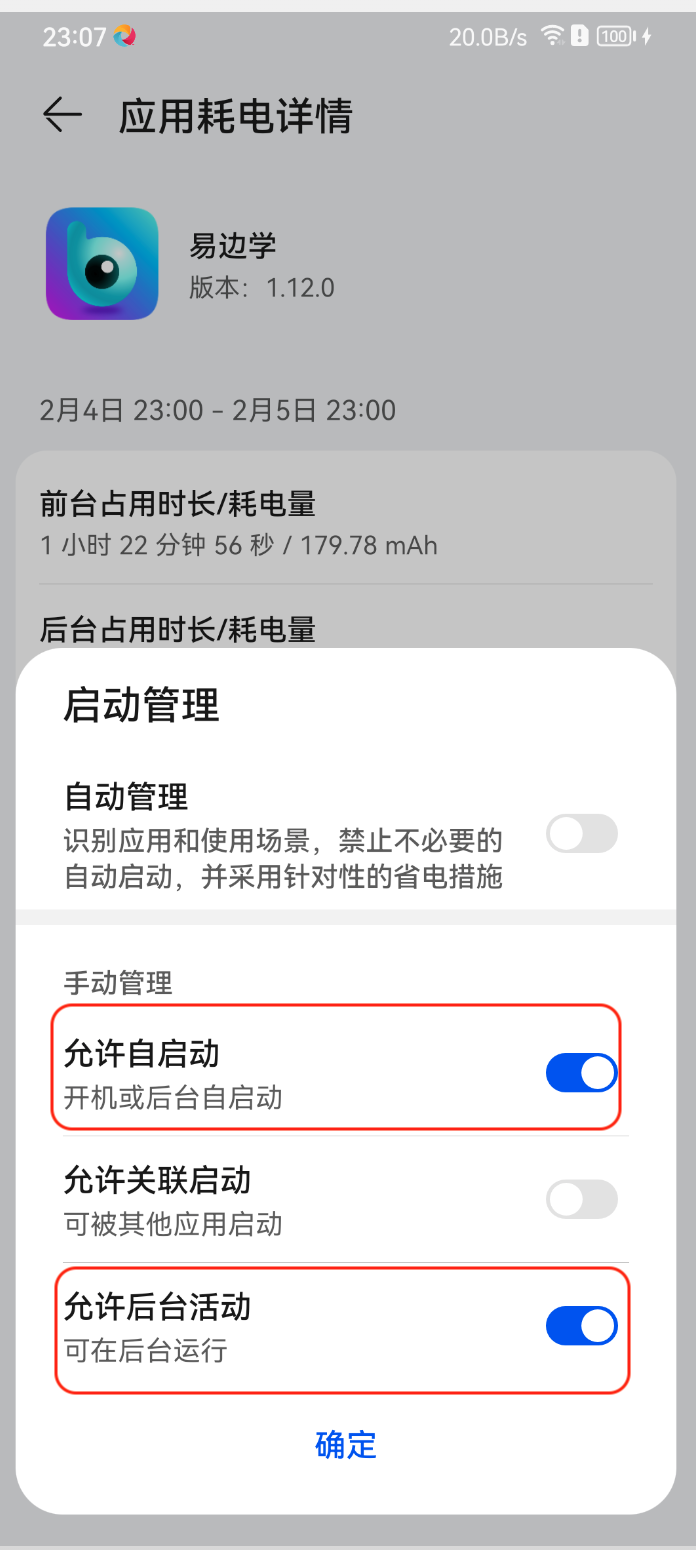 23:07 20.0B/s 100
应用耗电详情
易边学
版本：1.12.0
2月4日 23:00 – 2月5日 23:00
前台占用时长/耗电量
1 小时 22 分钟 56 秒 / 179.78 mAh
后台占用时长/耗电量
启动管理
自动管理
识别应用和使用场景，禁止不必要的
自动启动，并采用针对性的省电措施
手动管理
允许自启动
开机或后台自启动
允许关联启动
可被其他应用启动
允许后台活动
可在后台运行
确定